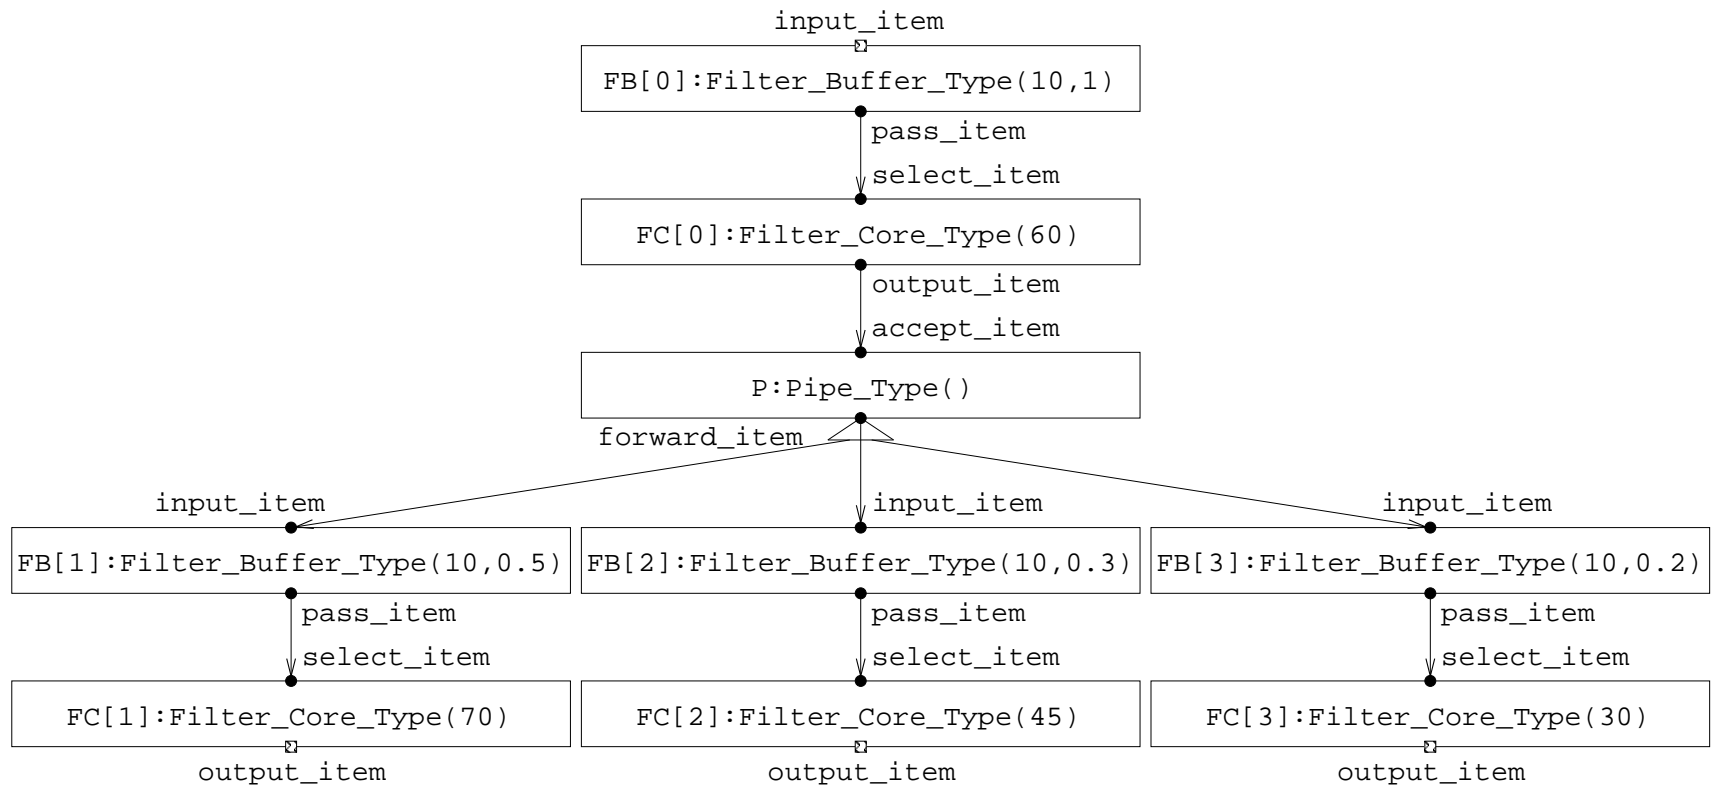 input_item
FB[0]:Filter_Buffer_Type(10,1)
pass_item
select_item
FC[0]:Filter_Core_Type(60)
output_item
accept_item
P:Pipe_Type()
forward_item
input_item input_item input_item
FB[1]:Filter_Buffer_Type(10,0.5) FB[2]:Filter_Buffer_Type(10,0.3) FB[3]:Filter_Buffer_Type(10,0.2)
pass_item pass_item pass_item
select_item select_item select_item
FC[1]:Filter_Core_Type(70) FC[2]:Filter_Core_Type(45) FC[3]:Filter_Core_Type(30)
output_item output_item output_item